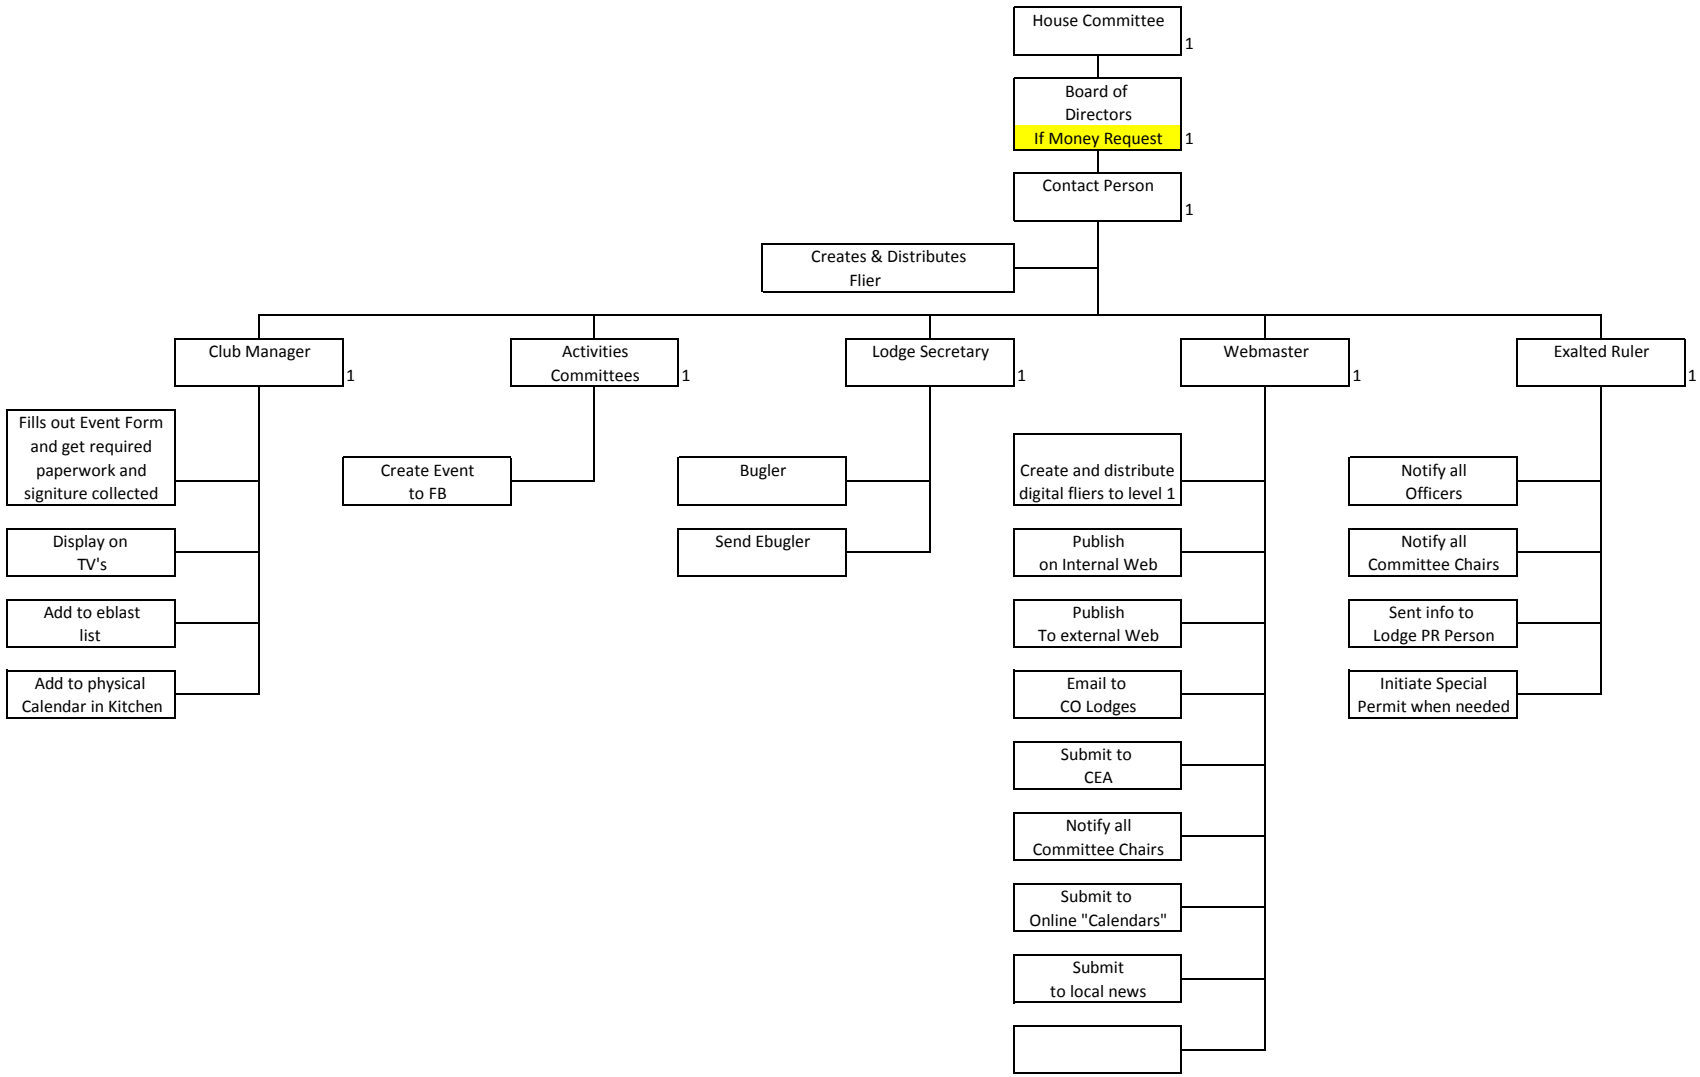 House Committee
1
Board of
Directors
If Money Request
1
Contact Person
1
Creates & Distributes
Flier
Club Manager
1
Activities
Committees
1
Lodge Secretary
1
Webmaster
1
Exalted Ruler
1
Fills out Event Form
and get required
paperwork and
signiture collected
Display on
TV's
Add to eblast
list
Add to physical
Calendar in Kitchen
Create Event
to FB
Bugler
Send Ebugler
Create and distribute
digital fliers to level 1
Publish
on Internal Web
Publish
To external Web
Email to
CO Lodges
Submit to
CEA
Notify all
Committee Chairs
Submit to
Online "Calendars"
Submit
to local news
Notify all
Officers
Notify all
Committee Chairs
Sent info to
Lodge PR Person
Initiate Special
Permit when needed